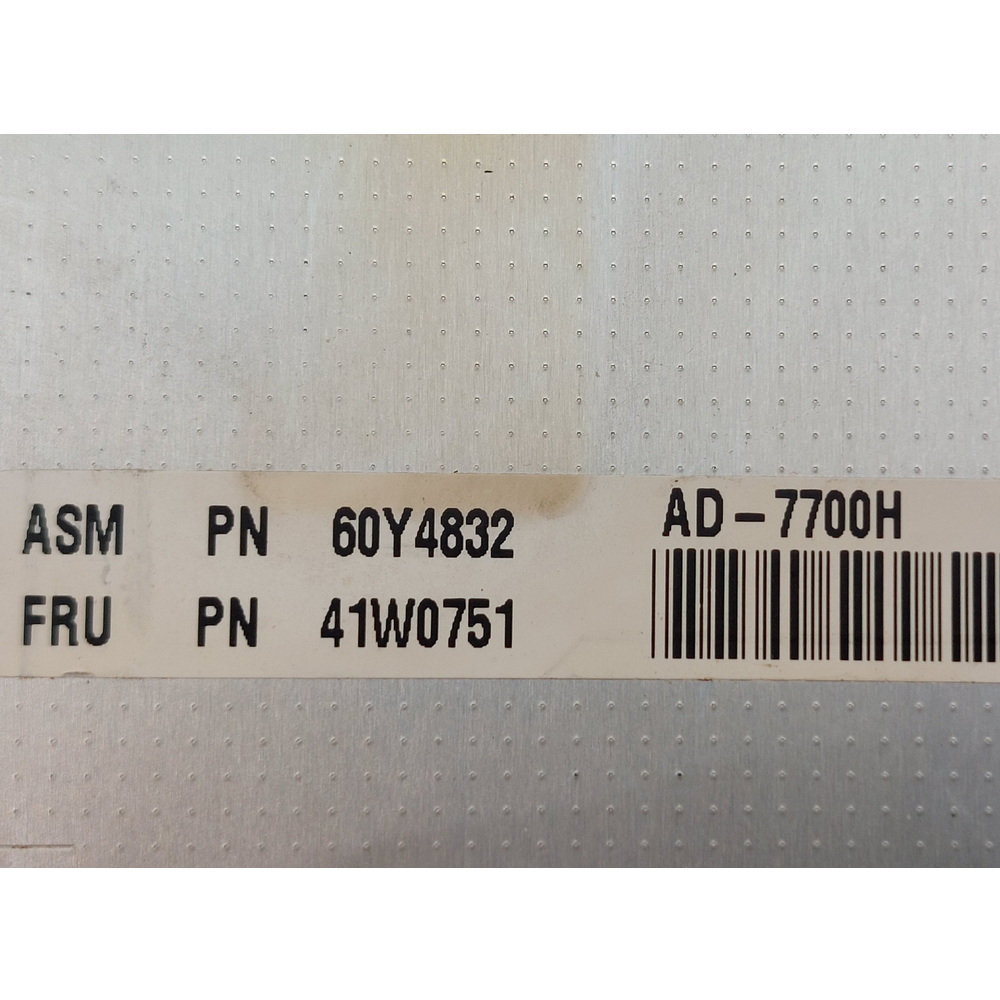 ASM PN 60Y4832
FRU PN 41W0751
AD-7700H